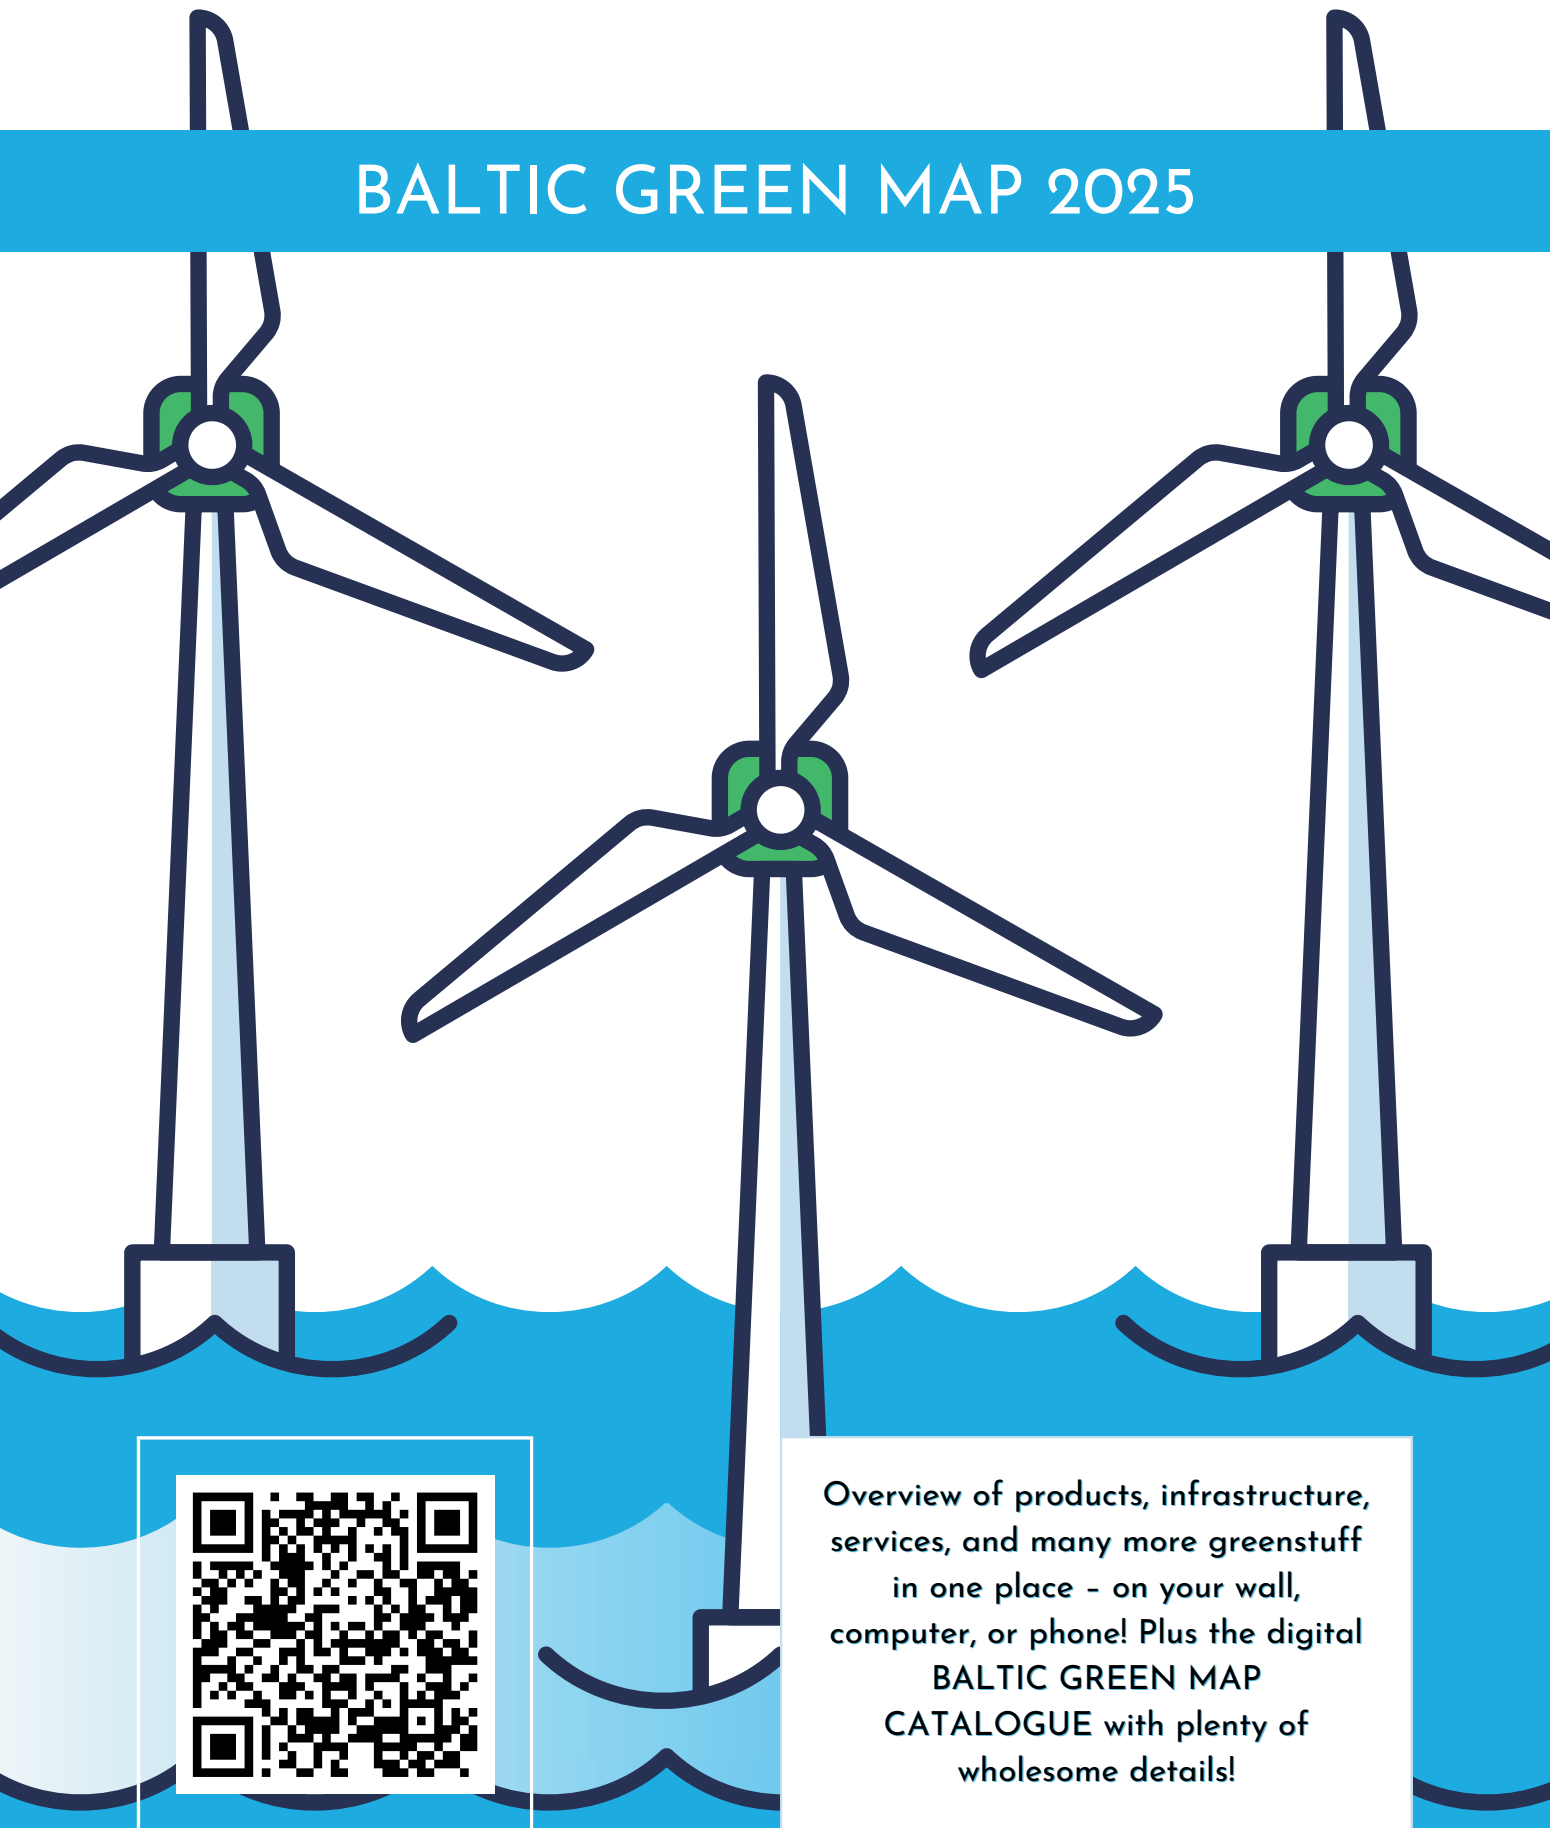 BALTIC GREEN MAP 2025
Overview of products, infrastructure,
services, and many more greenstuff
in one place – on your wall,
computer, or phone! Plus the digital
BALTIC GREEN MAP
CATALOGUE with plenty of
wholesome details!